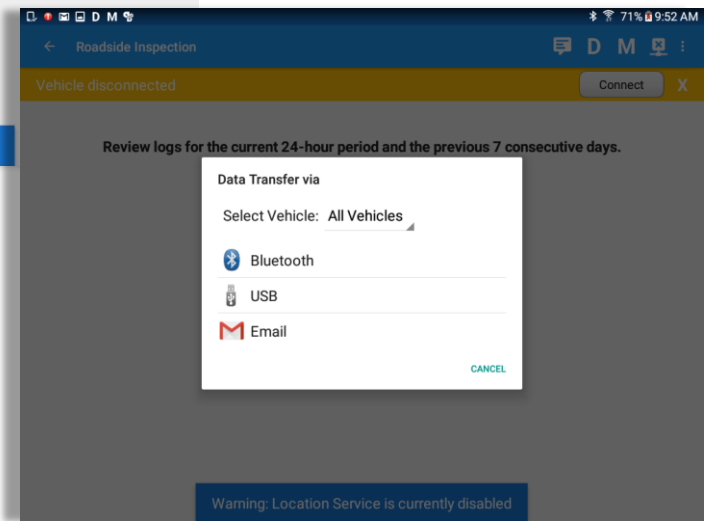 D M 71% 9:52 AM
Roadside Inspection D M
Vehicle disconnected Connect X
Review logs for the current 24-hour period and the previous 7 consecutive days.
Data Transfer via
Select Vehicle: All Vehicles
Bluetooth
USB
Email
CANCEL
Warning: Location Service is currently disabled